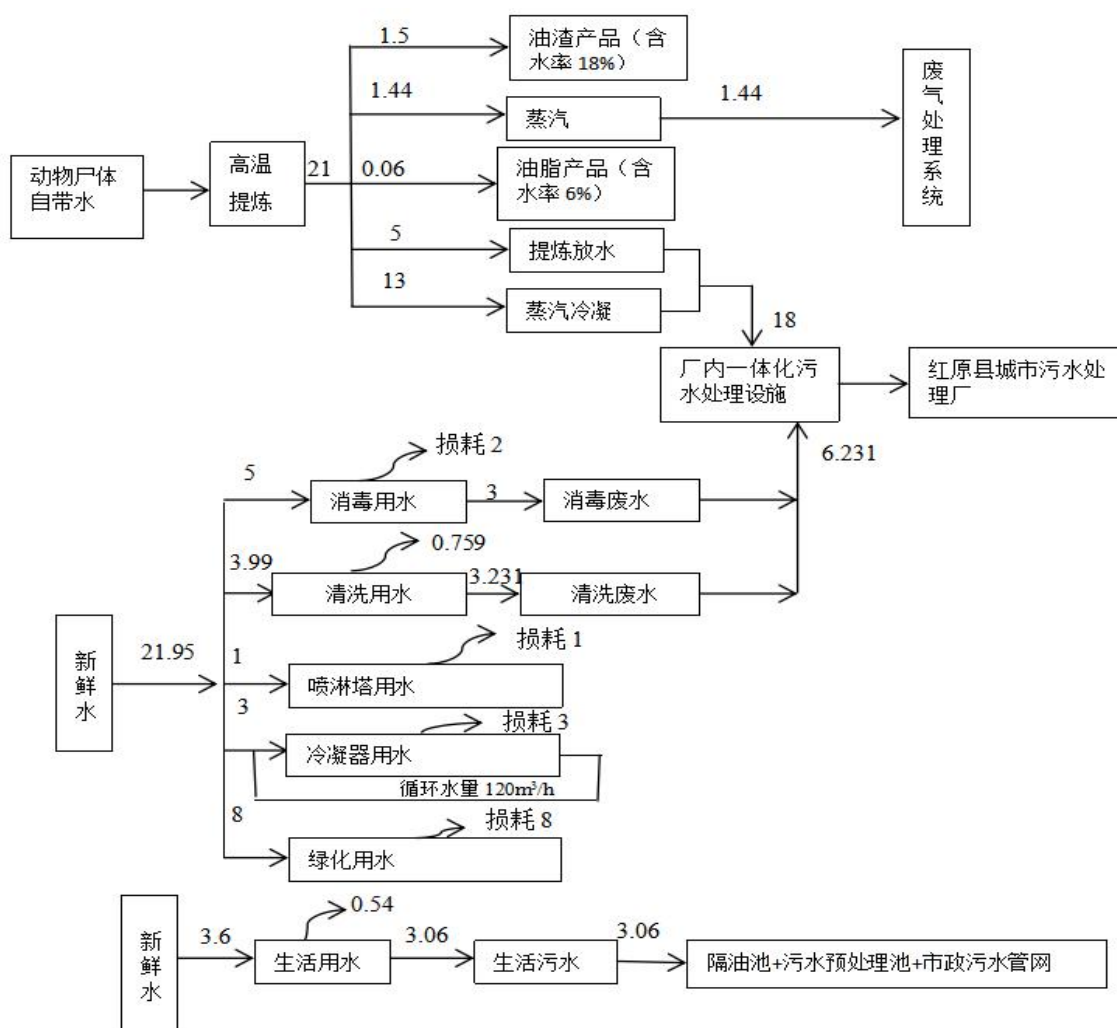 1.5
油渣产品（含
水率 18%）
1.44
蒸汽
1.44
废
气
处
理
系
统
动物尸体
自带水
高温
提炼
21
0.06
油脂产品（含
水率 6%）
5
提炼放水
13
蒸汽冷凝
18
厂内一体化污
水处理设施
红原县城市污水处
理厂
6.231
损耗 2
5
消毒用水
3
消毒废水
0.759
3.99
清洗用水
3.231
清洗废水
新
鲜
水
21.95
损耗 1
1
喷淋塔用水
3
损耗 3
冷凝器用水
循环水量 120m³/h
8
损耗 8
绿化用水
新
鲜
水
3.6
0.54
生活用水
3.06
生活污水
3.06
隔油池+污水预处理池+市政污水管网